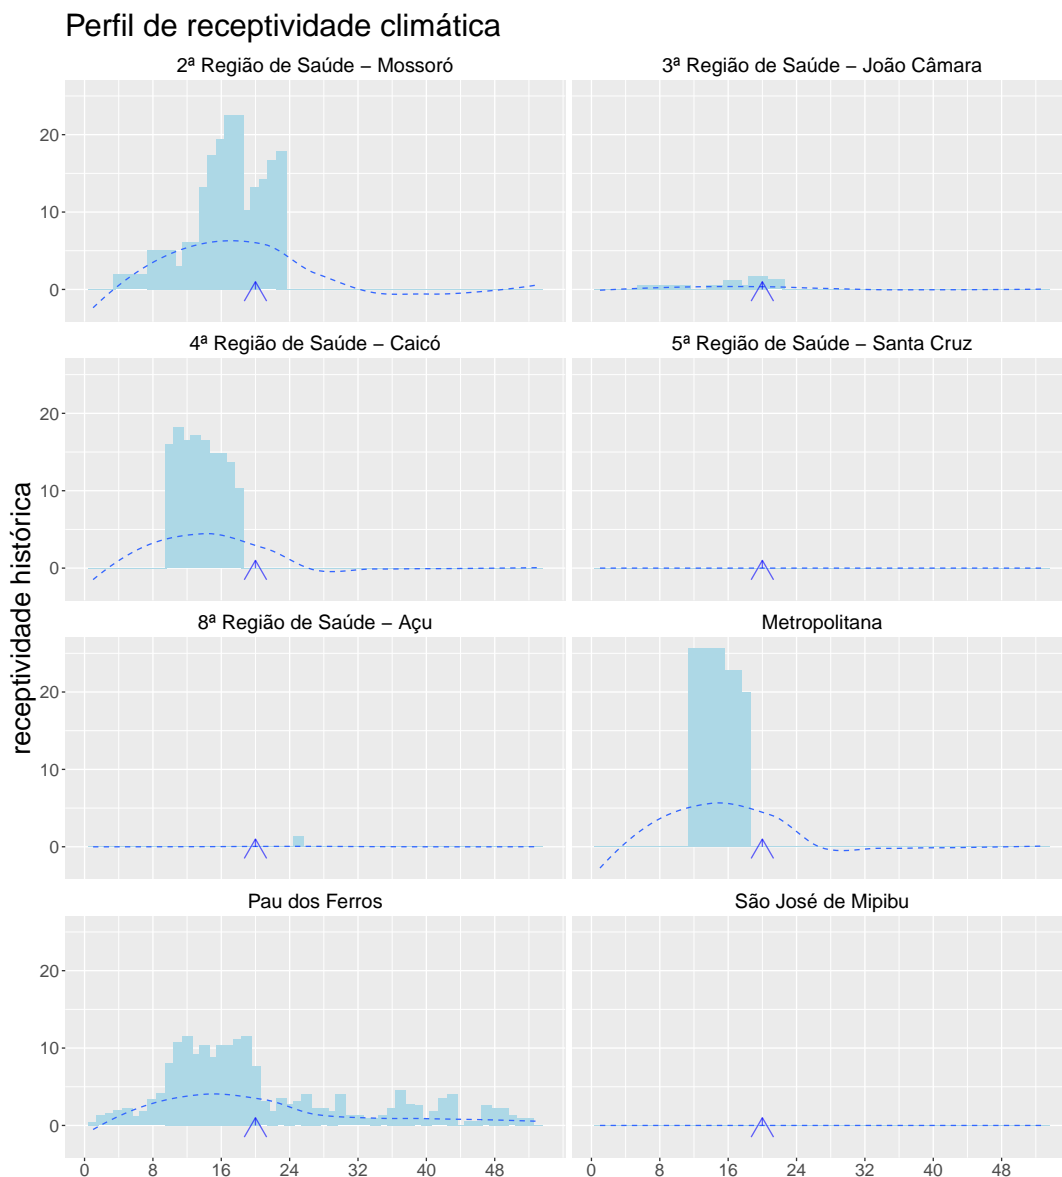 Perfil de receptividade climática
2ª Região de Saúde − Mossoró
3ª Região de Saúde − João Câmara
20
10
0
4ª Região de Saúde − Caicó
5ª Região de Saúde − Santa Cruz
20
10
0
receptividade histórica
8ª Região de Saúde − Açu
Metropolitana
20
10
0
Pau dos Ferros
São José de Mipibu
20
10
0
0 8 16 24 32 40 48
0 8 16 24 32 40 48